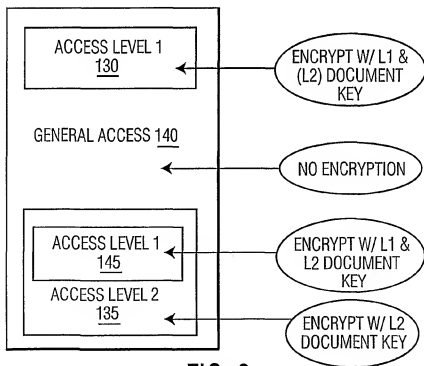 ACCESS LEVEL 1
130
ENCRYPT W/ L1 &
(L2) DOCUMENT
KEY
GENERAL ACCESS 140
NO ENCRYPTION
ACCESS LEVEL 1
145
ENCRYPT W/ L1 &
L2 DOCUMENT
KEY
ACCESS LEVEL 2
135
ENCRYPT W/ L2
DOCUMENT KEY